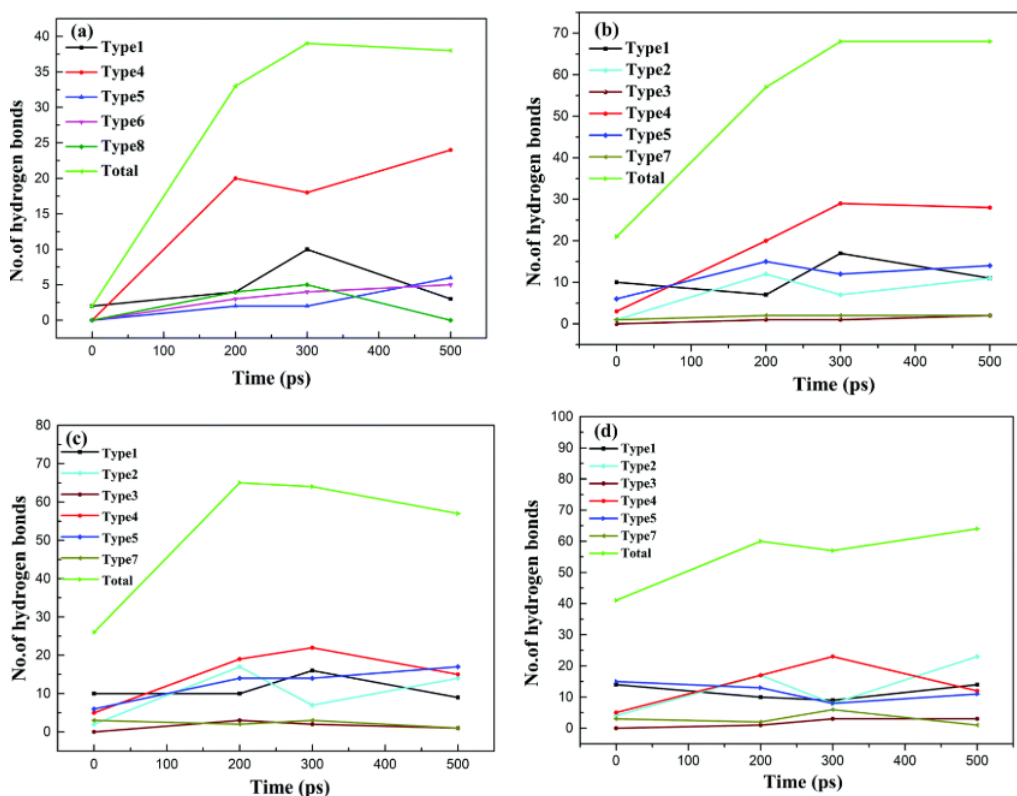 (a)
Type1
Type4
Type5
Type6
Type8
Total
No.of hydrogen bonds
40
35
30
25
20
15
10
5
0
0 100 200 300 400 500
Time (ps)
(b)
Type1
Type2
Type3
Type4
Type5
Type7
Total
No.of hydrogen bonds
70
60
50
40
30
20
10
0
0 100 200 300 400 500
Time (ps)
(c)
Type1
Type2
Type3
Type4
Type5
Type7
Total
No.of hydrogen bonds
80
70
60
50
40
30
20
10
0
0 100 200 300 400 500
Time (ps)
(d)
Type1
Type2
Type3
Type4
Type5
Type7
Total
No.of hydrogen bonds
100
90
80
70
60
50
40
30
20
10
0
0 100 200 300 400 500
Time (ps)